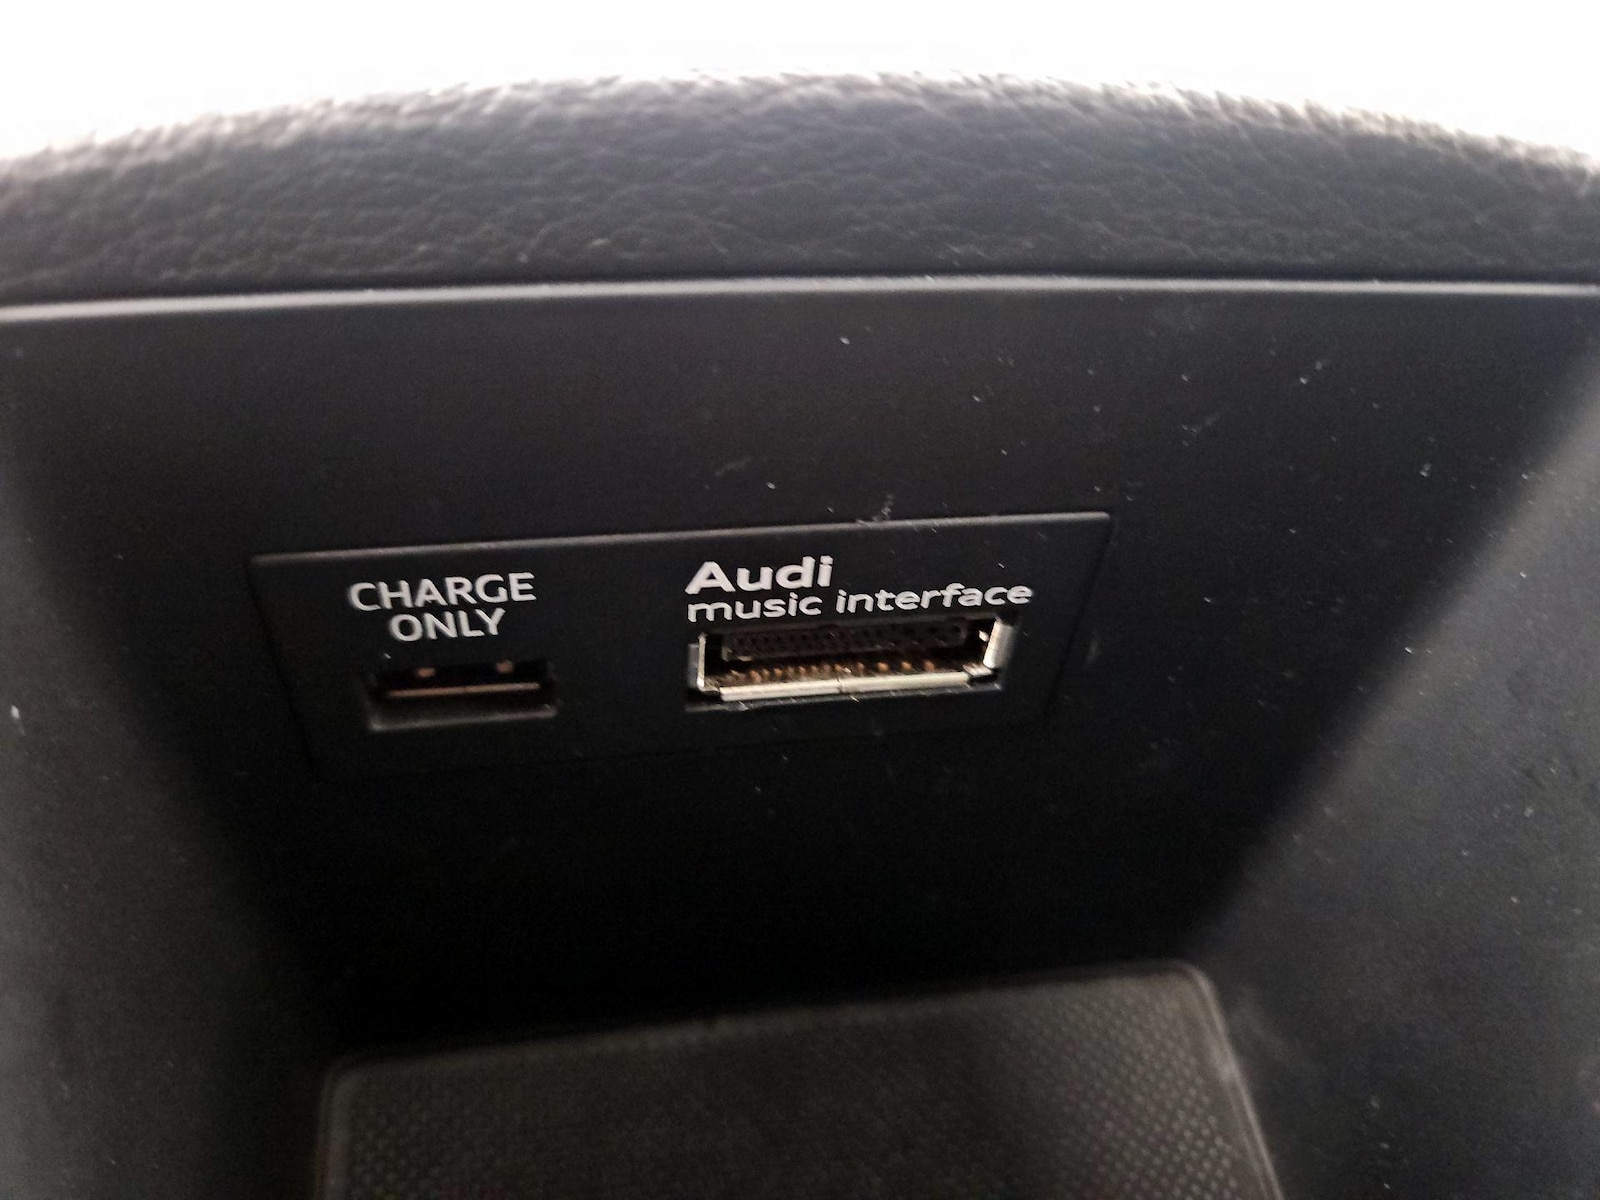 CHARGE
ONLY
Audi
music interface